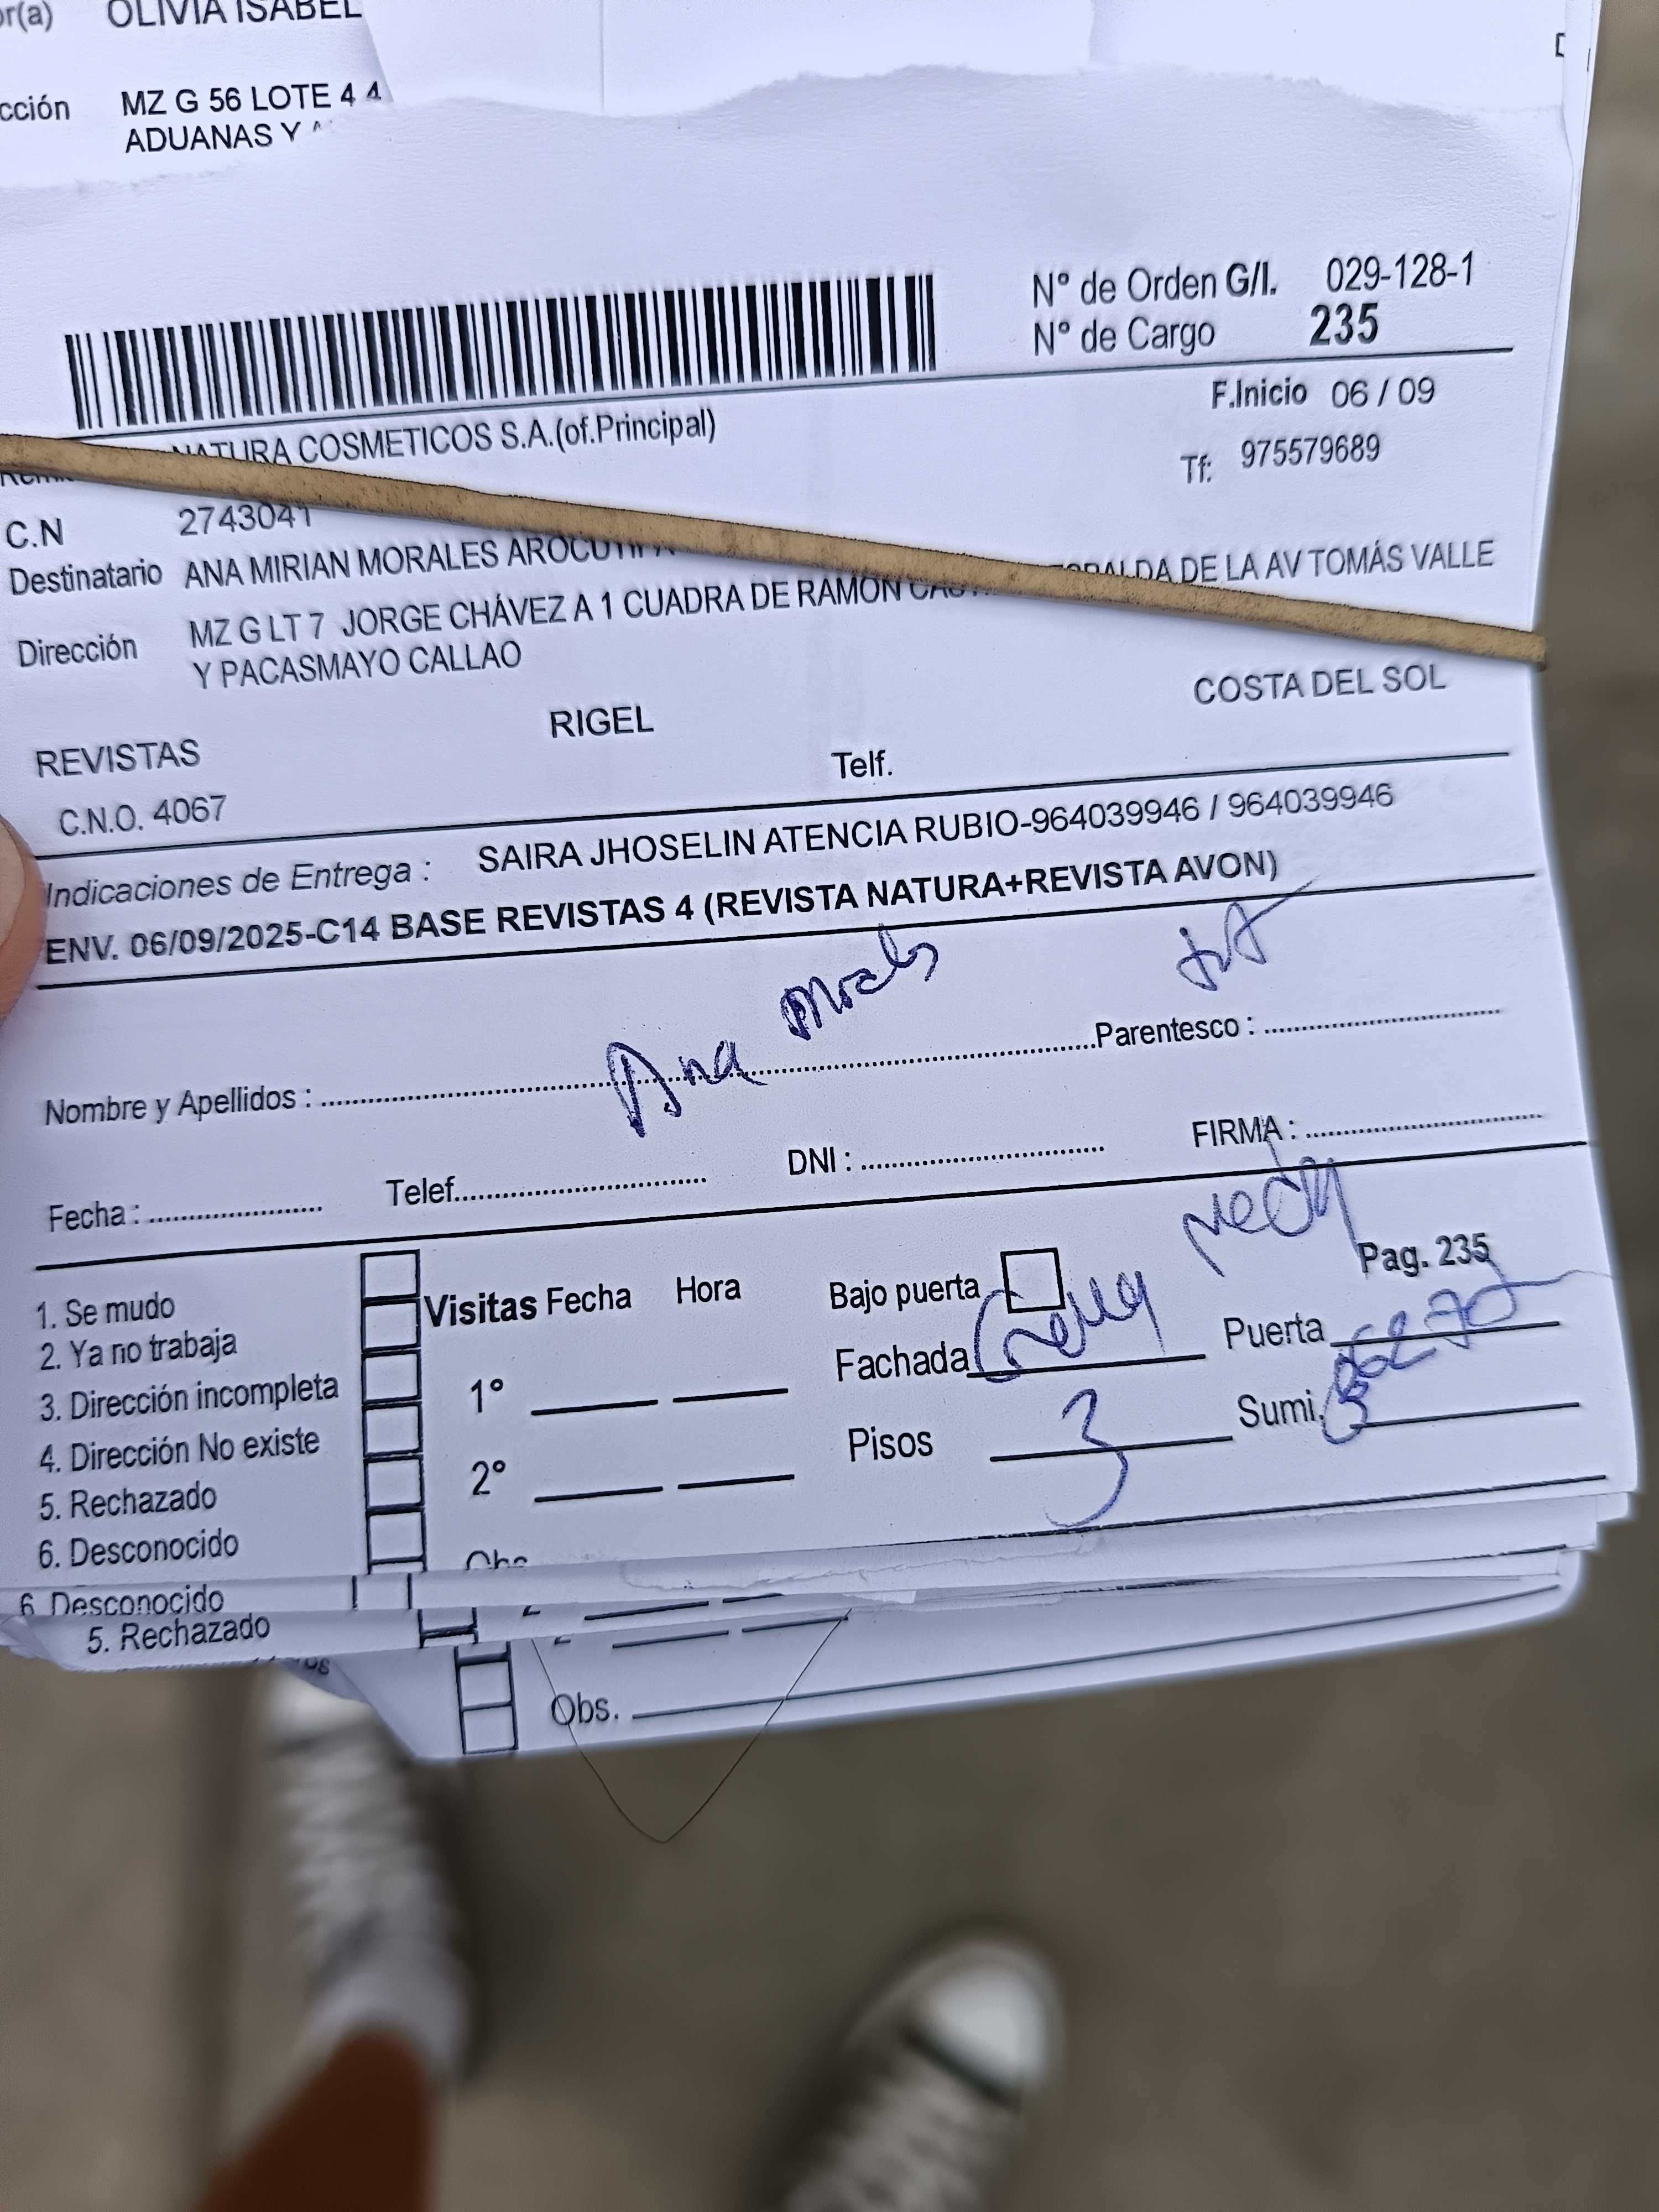 or(a) OLIVIA ISABEL
cción MZ G 56 LOTE 4 4
ADUANAS Y
Nº de Orden G/I. 029-128-1
Nº de Cargo 235
F.Inicio 06 / 09
NATURA COSMETICOS S.A.(of.Principal)
Tf: 975579689
C.N 2743041
Destinatario ANA MIRIAN MORALES
Dirección MZ G LT 7 JORGE CHÁVEZ A 1 CUADRA DE RAMON DE LA AV TOMÁS VALLE
Y PACASMAYO CALLAO
REVISTAS RIGEL COSTA DEL SOL
C.N.O. 4067 Telf.
Indicaciones de Entrega : SAIRA JHOSELIN ATENCIA RUBIO-964039946 / 964039946
ENV. 06/09/2025-C14 BASE REVISTAS 4 (REVISTA NATURA+REVISTA AVON)
Nombre y Apellidos : Ana Morales Parentesco :
Fecha : Telef. DNI : FIRMA :
Pag. 235
1. Se mudo
2. Ya no trabaja
3. Dirección incompleta
4. Dirección No existe
5. Rechazado
6. Desconocido
Visitas Fecha Hora
1°
2°
Bajo puerta
Fachada Puerta
Pisos 3 Sumi.
6 Desconocido
5. Rechazado
Obs.